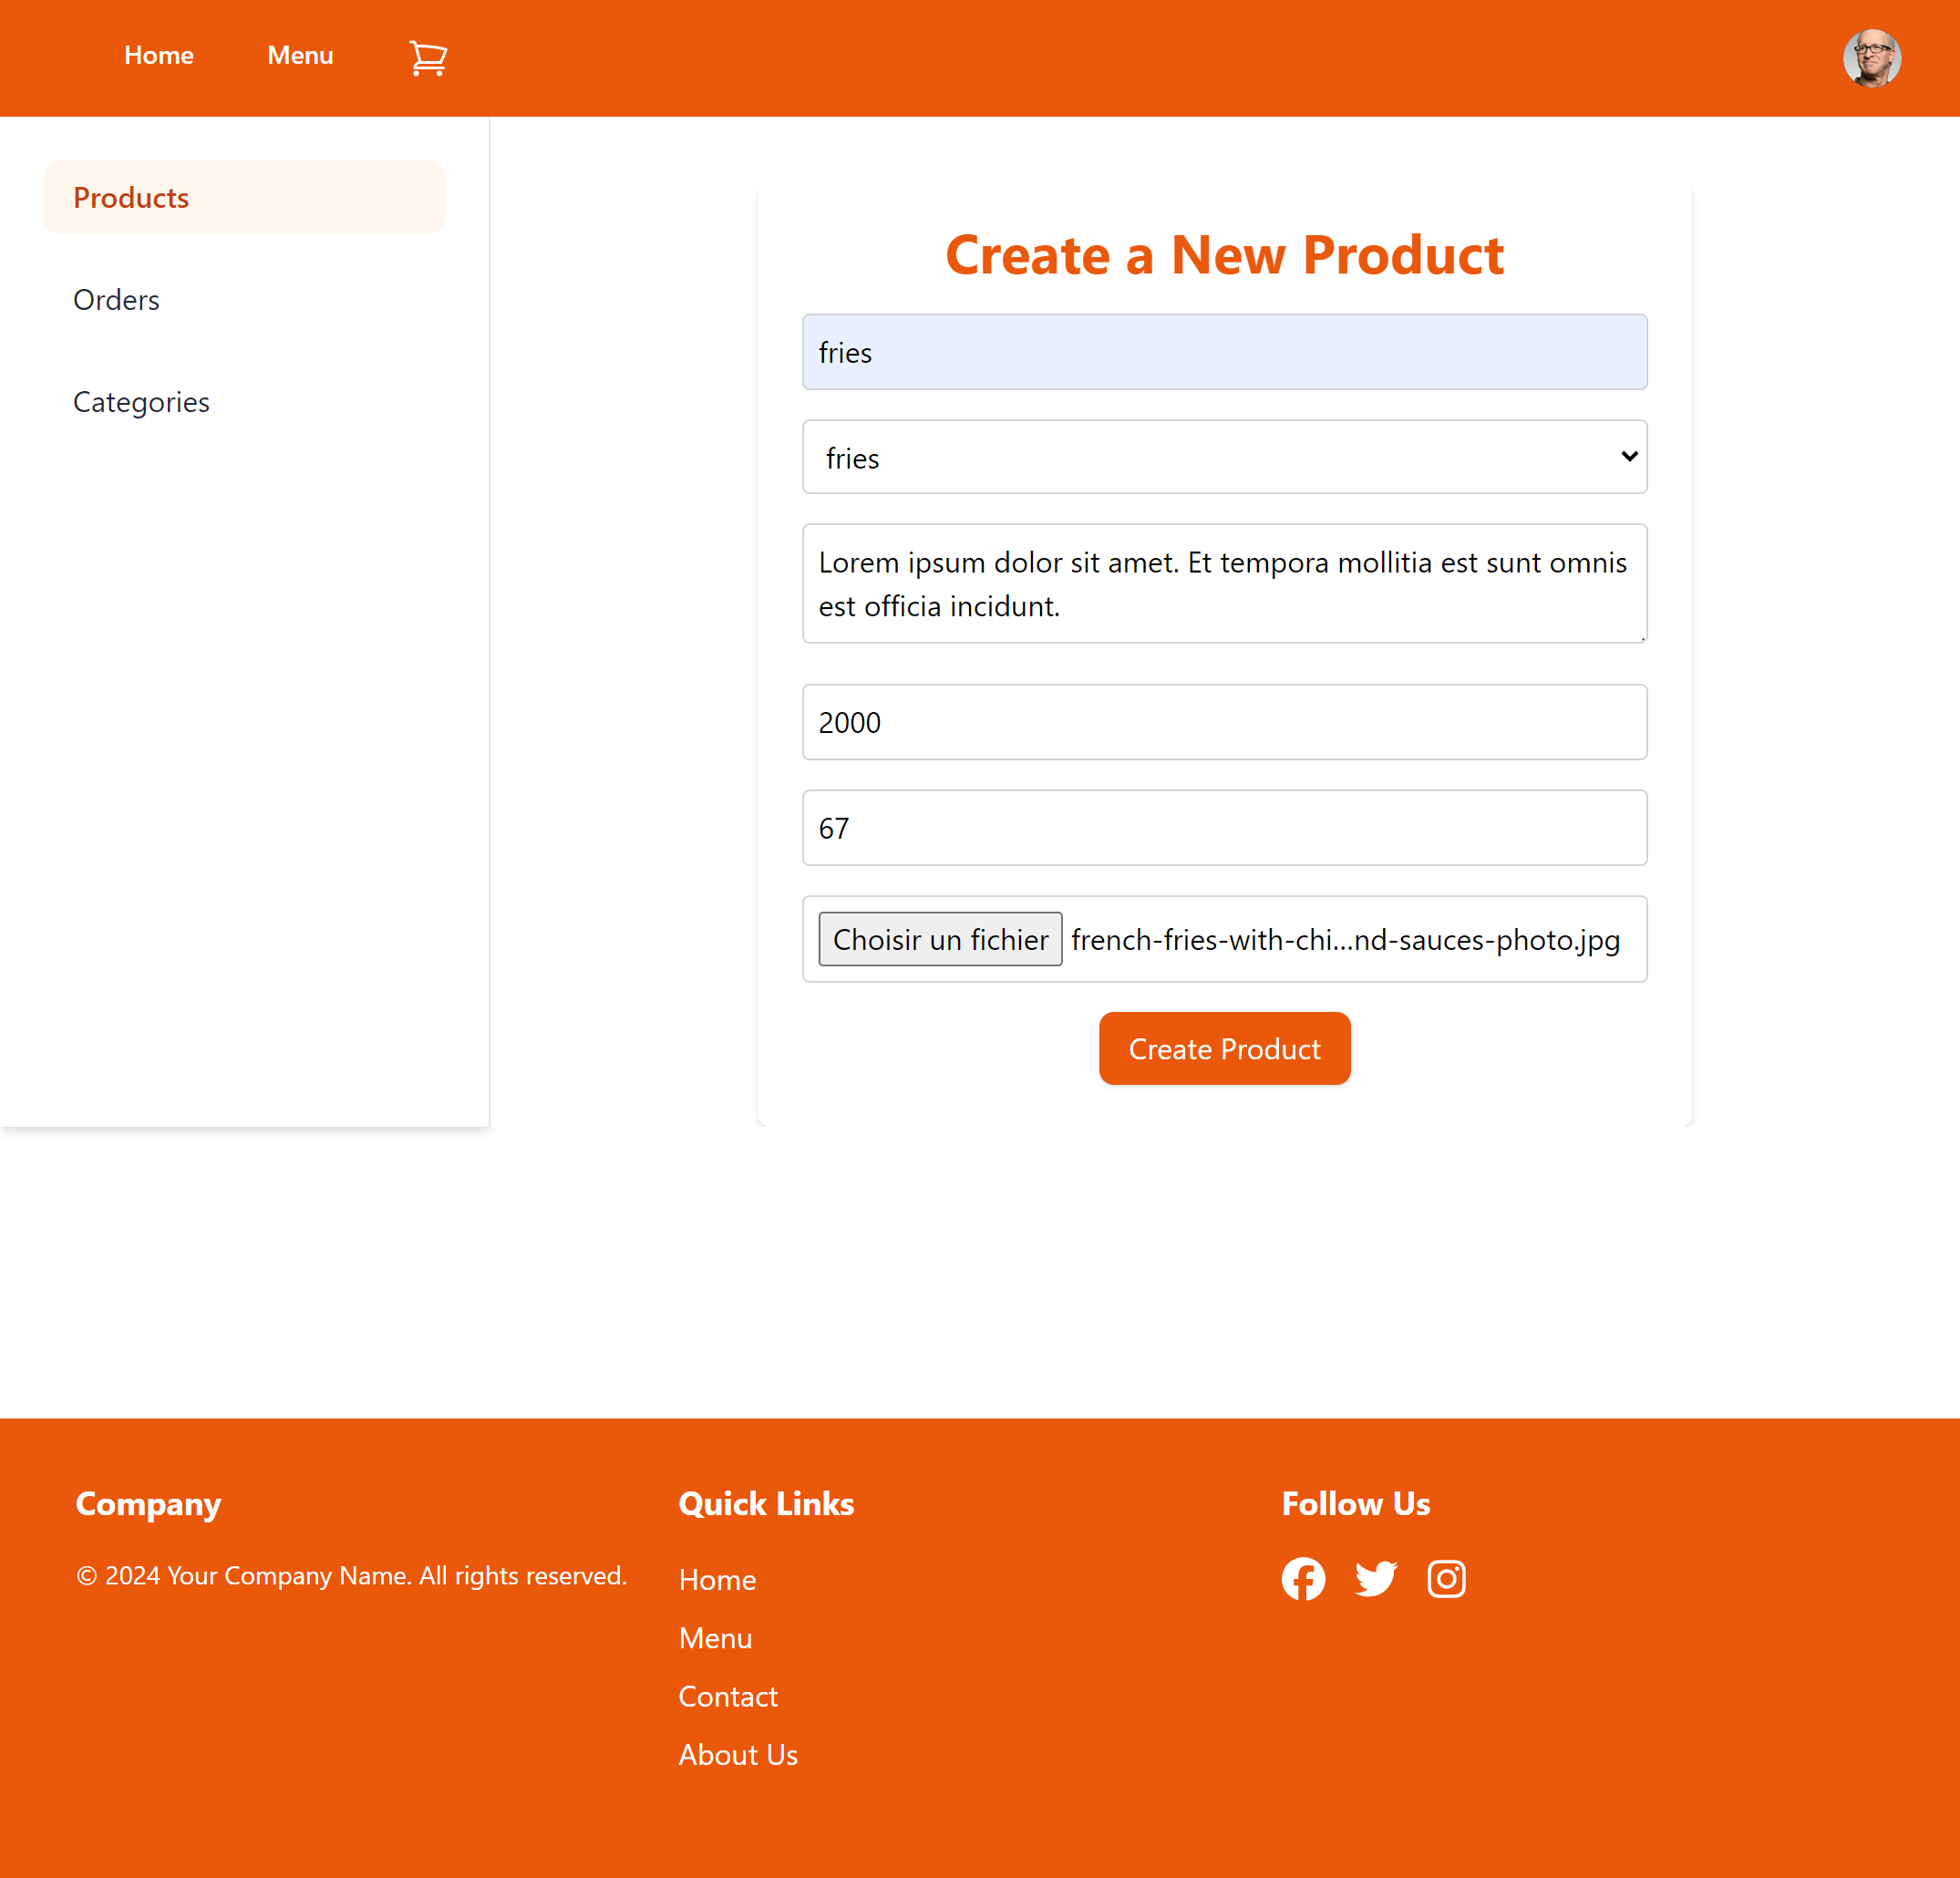 Home
Menu
Products
Orders
Categories
Create a New Product
fries
fries
Lorem ipsum dolor sit amet. Et tempora mollitia est sunt omnis
est officia incidunt.
2000
67
Choisir un fichier french-fries-with-chi...nd-sauces-photo.jpg
Create Product
Company
© 2024 Your Company Name. All rights reserved.
Quick Links
Home
Menu
Contact
About Us
Follow Us